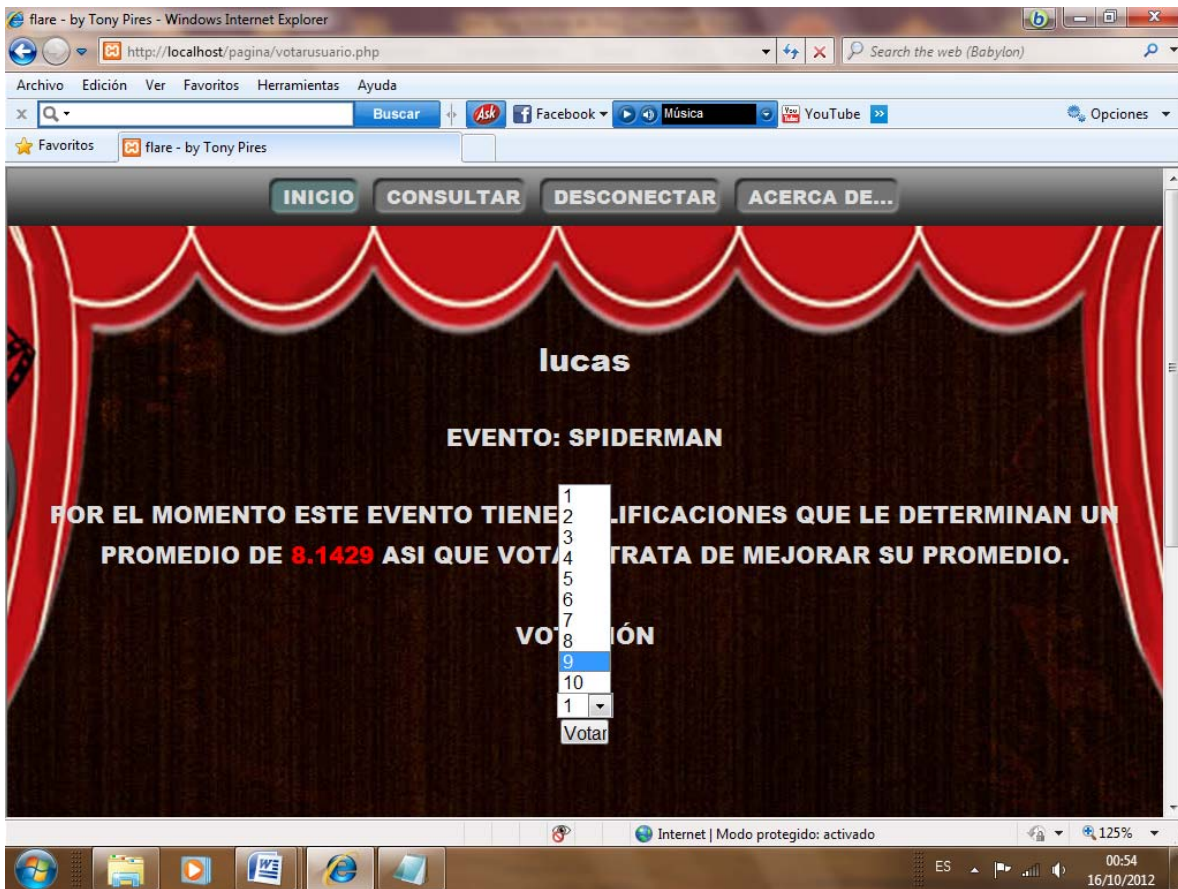 flare - by Tony Pires - Windows Internet Explorer
http://localhost/pagina/votarusuario.php
Search the web (Babylon)
Archivo Edición Ver Favoritos Herramientas Ayuda
Buscar Ask Facebook Música YouTube Opciones
Favoritos flare - by Tony Pires
INICIO CONSULTAR DESCONECTAR ACERCA DE...
lucas
EVENTO: SPIDERMAN
POR EL MOMENTO ESTE EVENTO TIENE LIFICACIONES QUE LE DETERMINAN UN
PROMEDIO DE 8.1429 ASI QUE VOTA TRATA DE MEJORAR SU PROMEDIO.
VOT IÓN
1
2
3
4
5
6
7
8
9
10
1
Votar
Internet | Modo protegido: activado 125%
ES 00:54
16/10/2012